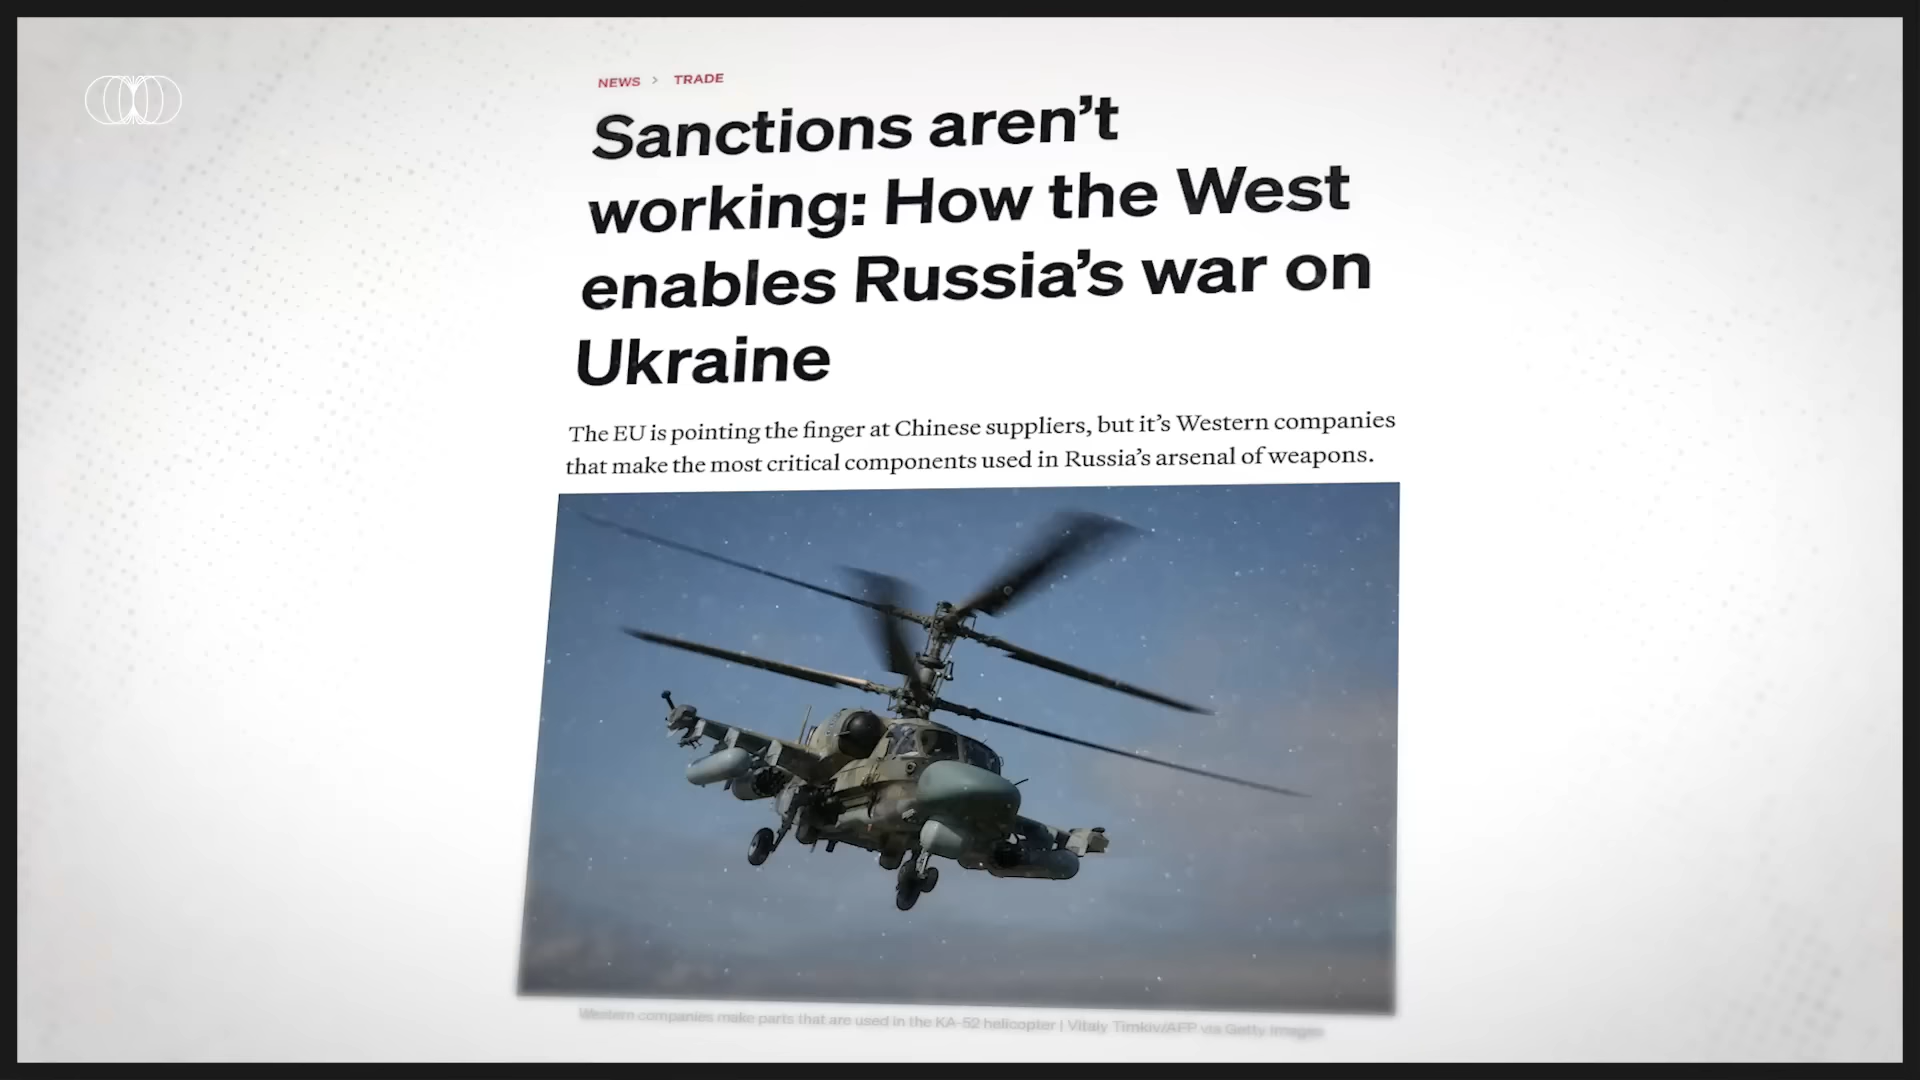 NEWS > TRADE
Sanctions aren’t
working: How the West
enables Russia’s war on
Ukraine
The EU is pointing the finger at Chinese suppliers, but it’s Western companies
that make the most critical components used in Russia’s arsenal of weapons.
Western companies make parts that are used in the KA-52 helicopter | Vitaly Timkiv/AFP via Getty Images